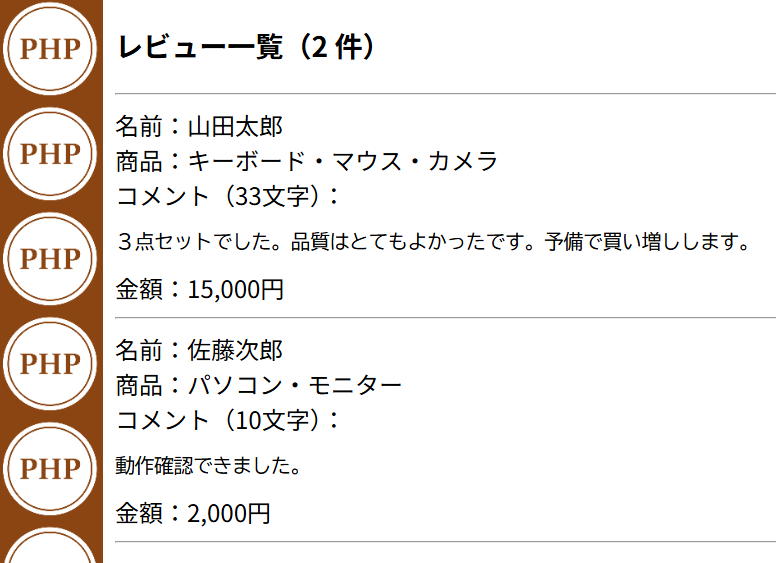 PHP
PHP
PHP
PHP
PHP
レビュー一覧（2 件）
名前：山田太郎
商品：キーボード・マウス・カメラ
コメント（33文字）：
３点セットでした。品質はとてもよかったです。予備で買い増しします。
金額：15,000円
名前：佐藤次郎
商品：パソコン・モニター
コメント（10文字）：
動作確認できました。
金額：2,000円